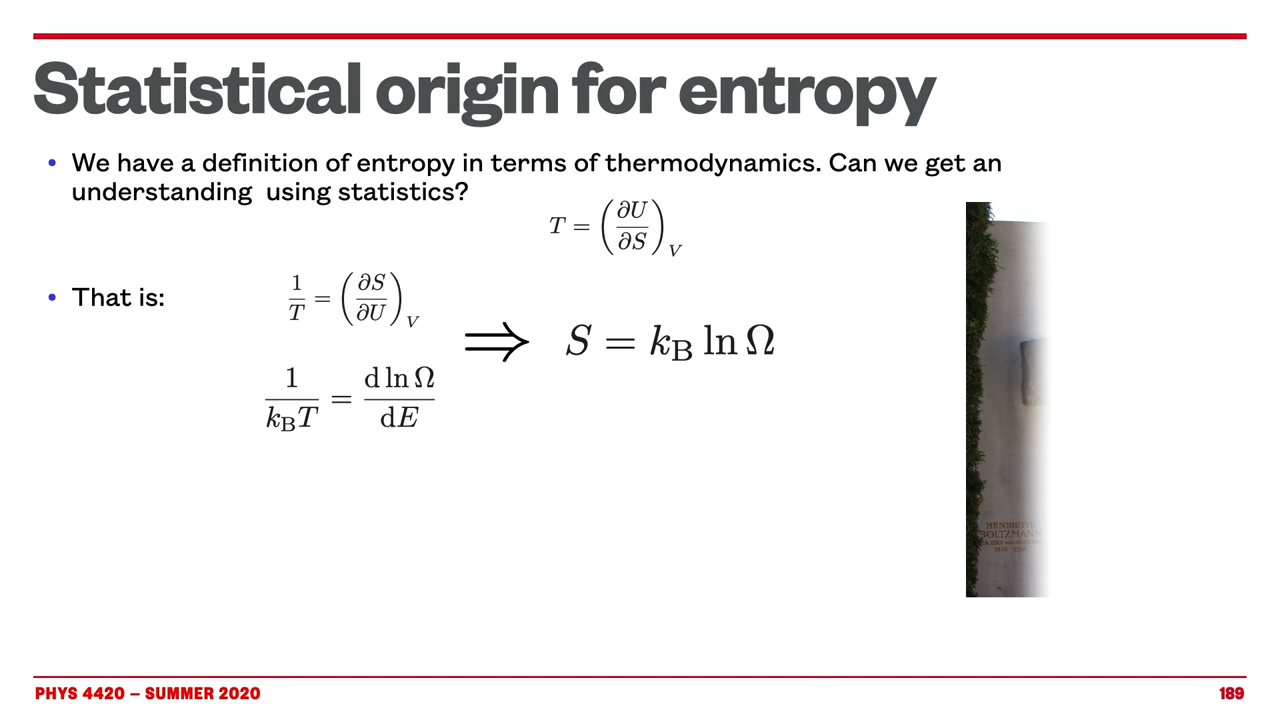 Statistical origin for entropy
• We have a definition of entropy in terms of thermodynamics. Can we get an
understanding using statistics?
T = (∂U/∂S)_V
• That is:
1/T = (∂S/∂U)_V
⟹ S = k_B ln Ω
1/(k_B T) = d ln Ω/dE
BOLTZMANN
PHYS 4420 – SUMMER 2020
189